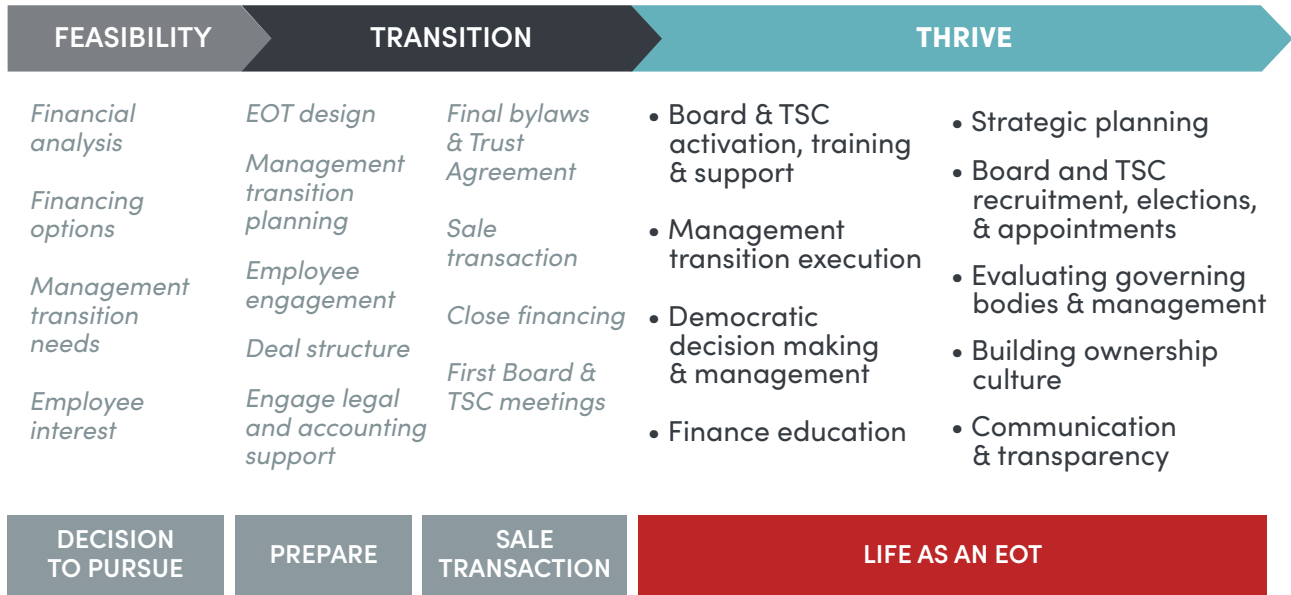 FEASIBILITY
TRANSITION
THRIVE
Financial
analysis
Financing
options
Management
transition
needs
Employee
interest
EOT design
Management
transition
planning
Employee
engagement
Deal structure
Engage legal
and accounting
support
Final bylaws
& Trust
Agreement
Sale
transaction
Close financing
First Board &
TSC meetings
• Board & TSC
activation, training
& support
• Management
transition execution
• Democratic
decision making
& management
• Finance education
• Strategic planning
• Board and TSC
recruitment, elections,
& appointments
• Evaluating governing
bodies & management
• Building ownership
culture
• Communication
& transparency
DECISION
TO PURSUE
PREPARE
SALE
TRANSACTION
LIFE AS AN EOT